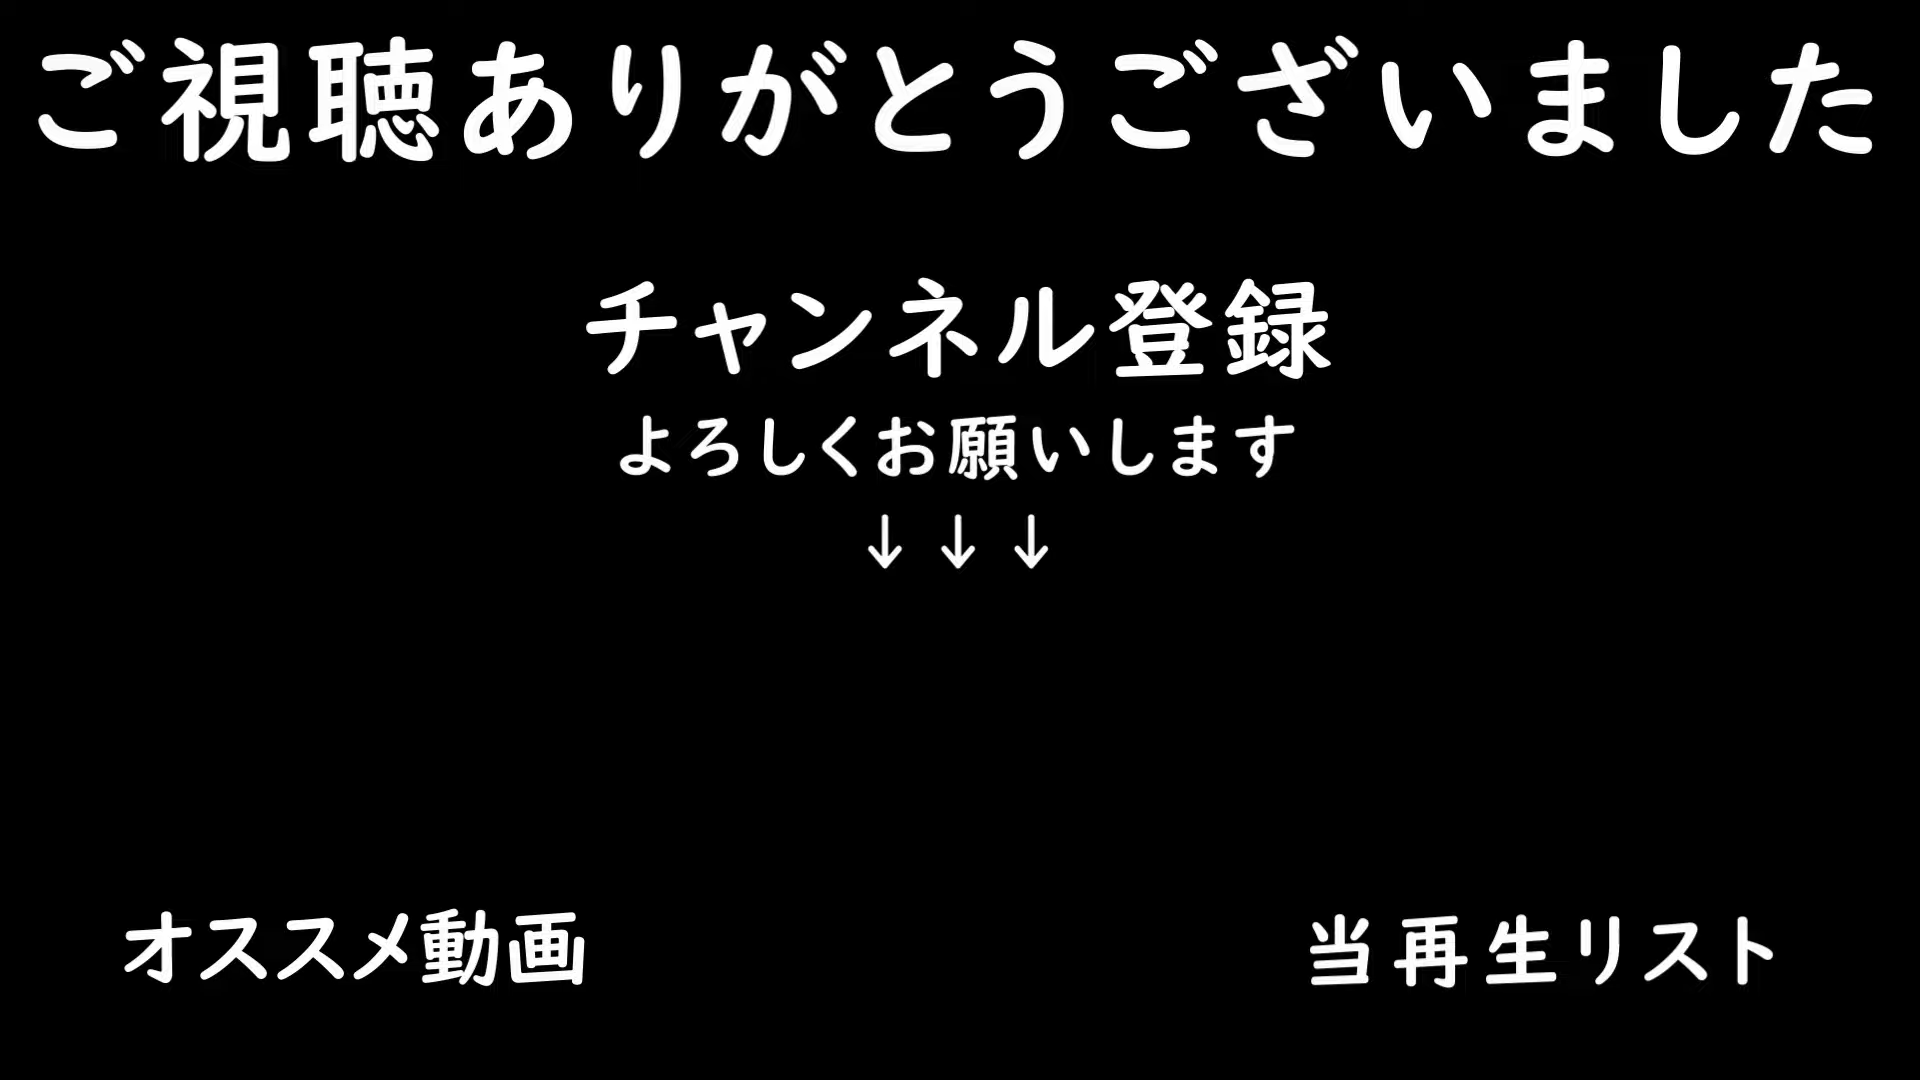 ご視聴ありがとうございました
チャンネル登録
よろしくお願いします
↓ ↓ ↓
オススメ動画
当再生リスト